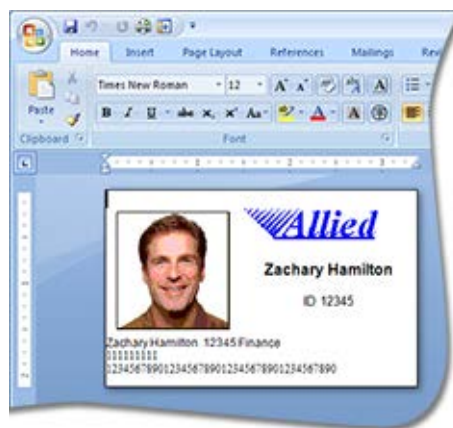 Home Insert Page Layout References Mailings Rev
Times New Roman 12
Paste
Clipboard Font
Allied
Zachary Hamilton
ID 12345
Zachary Hamilton 12345 Finance
1234567890123456789012345678901234567890